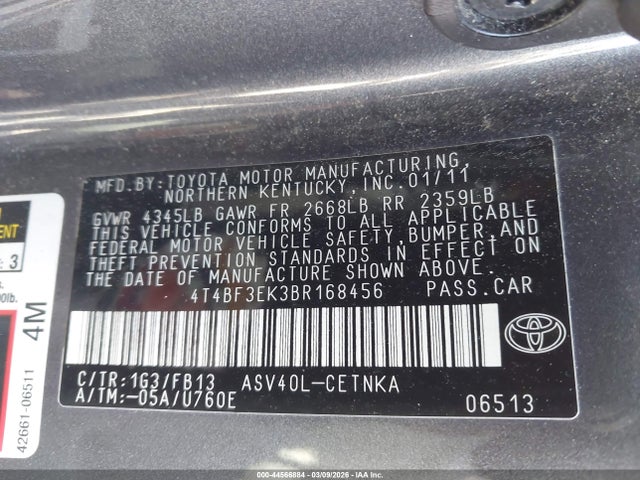 MFD.BY:TOYOTA MOTOR MANUFACTURING,
NORTHERN KENTUCKY,INC.01/11
GVWR 4345LB GAWR FR 2668LB RR 2359LB
THIS VEHICLE CONFORMS TO ALL APPLICABLE
FEDERAL MOTOR VEHICLE SAFETY,BUMPER,AND
THEFT PREVENTION STANDARDS IN EFFECT ON
THE DATE OF MANUFACTURE SHOWN ABOVE.
4T4BF3EK3BR168456 PASS.CAR
C/TR:1G3/FB13 ASV40L-CETNKA
A/TM:-05A/U760E 06513
3
4M
42661-06511
000-44566884 | 03/09/2026 | IAAI.COM